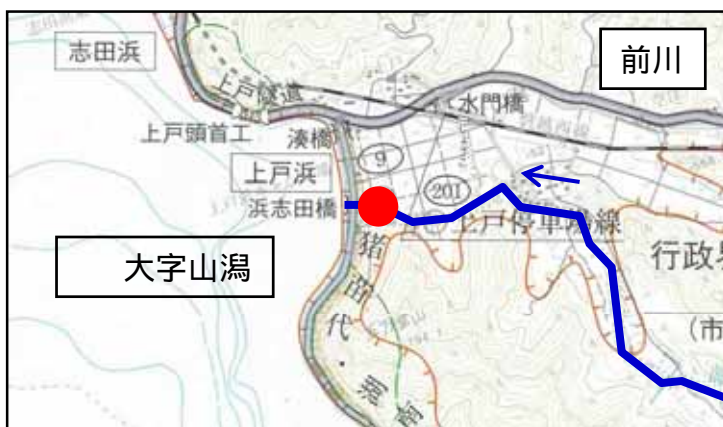 志田浜
前川
上戸隧道
水門橋
上戸頭首工
湊橋
9
上戸浜
201
浜志田橋
上戸停車場線
大字山潟
猪苗代・湖南
行政界
(市